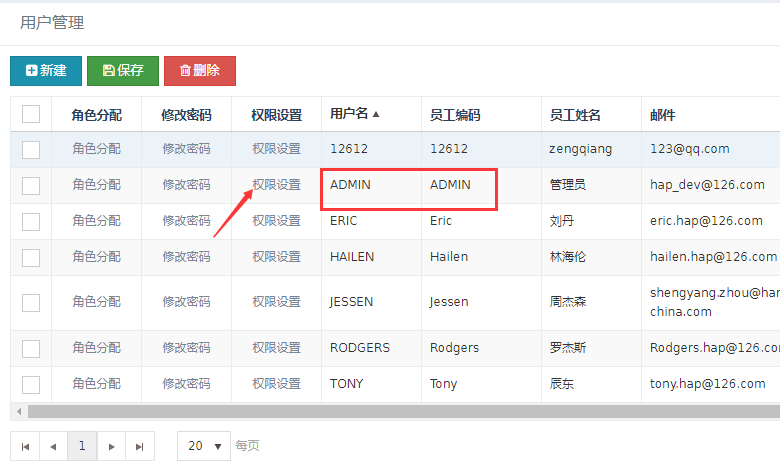 用户管理
新建 保存 删除
角色分配 修改密码 权限设置 用户名 员工编码 员工姓名 邮件
角色分配 修改密码 权限设置 12612 12612 zengqiang 123@qq.com
角色分配 修改密码 权限设置 ADMIN ADMIN 管理员 hap_dev@126.com
角色分配 修改密码 权限设置 ERIC Eric 刘丹 eric.hap@126.com
角色分配 修改密码 权限设置 HAILEN Hailen 林海伦 hailen.hap@126.com
角色分配 修改密码 权限设置 JESSEN Jessen 周杰森 shengyang.zhou@han
china.com
角色分配 修改密码 权限设置 RODGERS Rodgers 罗杰斯 Rodgers.hap@126.co
角色分配 修改密码 权限设置 TONY Tony 辰东 tony.hap@126.com
1 20 每页